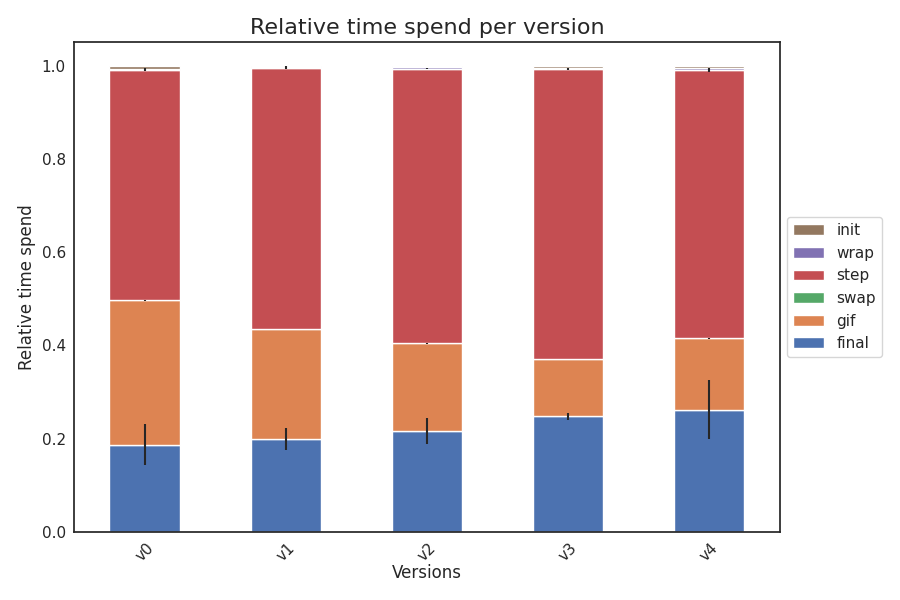 Relative time spend per version
Relative time spend
1.0
0.8
0.6
0.4
0.2
0.0
v0
v1
v2
v3
v4
Versions
init
wrap
step
swap
gif
final